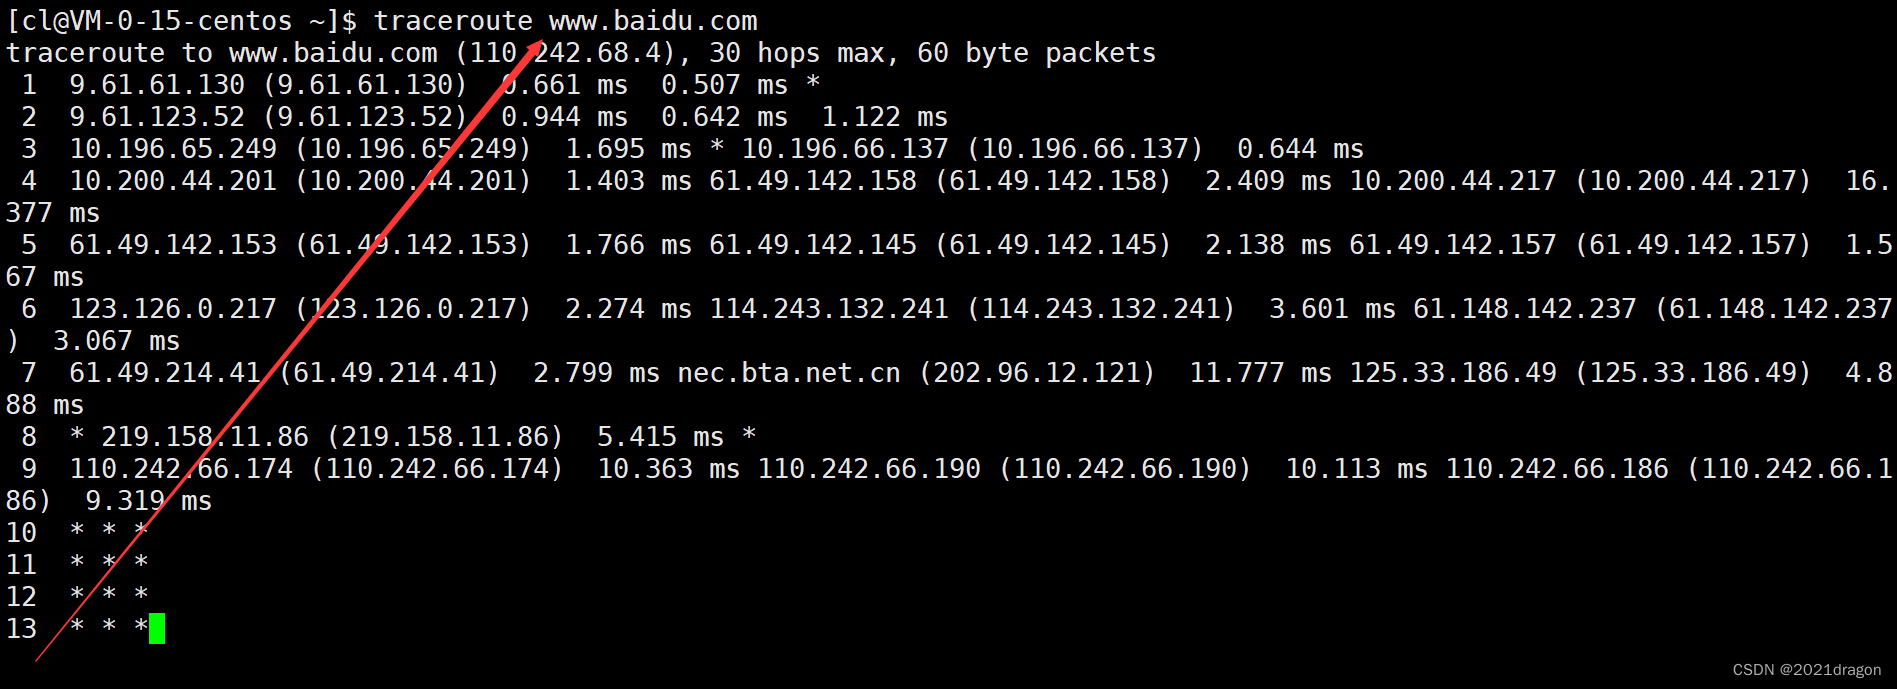 [cl@VM-0-15-centos ~]$ traceroute www.baidu.com
traceroute to www.baidu.com (110.242.68.4), 30 hops max, 60 byte packets
 1  9.61.61.130 (9.61.61.130)  0.661 ms  0.507 ms *
 2  9.61.123.52 (9.61.123.52)  0.944 ms  0.642 ms  1.122 ms
 3  10.196.65.249 (10.196.65.249)  1.695 ms * 10.196.66.137 (10.196.66.137)  0.644 ms
 4  10.200.44.201 (10.200.44.201)  1.403 ms 61.49.142.158 (61.49.142.158)  2.409 ms 10.200.44.217 (10.200.44.217)  16.
377 ms
 5  61.49.142.153 (61.49.142.153)  1.766 ms 61.49.142.145 (61.49.142.145)  2.138 ms 61.49.142.157 (61.49.142.157)  1.5
67 ms
 6  123.126.0.217 (123.126.0.217)  2.274 ms 114.243.132.241 (114.243.132.241)  3.601 ms 61.148.142.237 (61.148.142.237
)  3.067 ms
 7  61.49.214.41 (61.49.214.41)  2.799 ms nec.bta.net.cn (202.96.12.121)  11.777 ms 125.33.186.49 (125.33.186.49)  4.8
88 ms
 8  * 219.158.11.86 (219.158.11.86)  5.415 ms *
 9  110.242.66.174 (110.242.66.174)  10.363 ms 110.242.66.190 (110.242.66.190)  10.113 ms 110.242.66.186 (110.242.66.1
86)  9.319 ms
10  * * *
11  * * *
12  * * *
13  * * *
CSDN @2021dragon